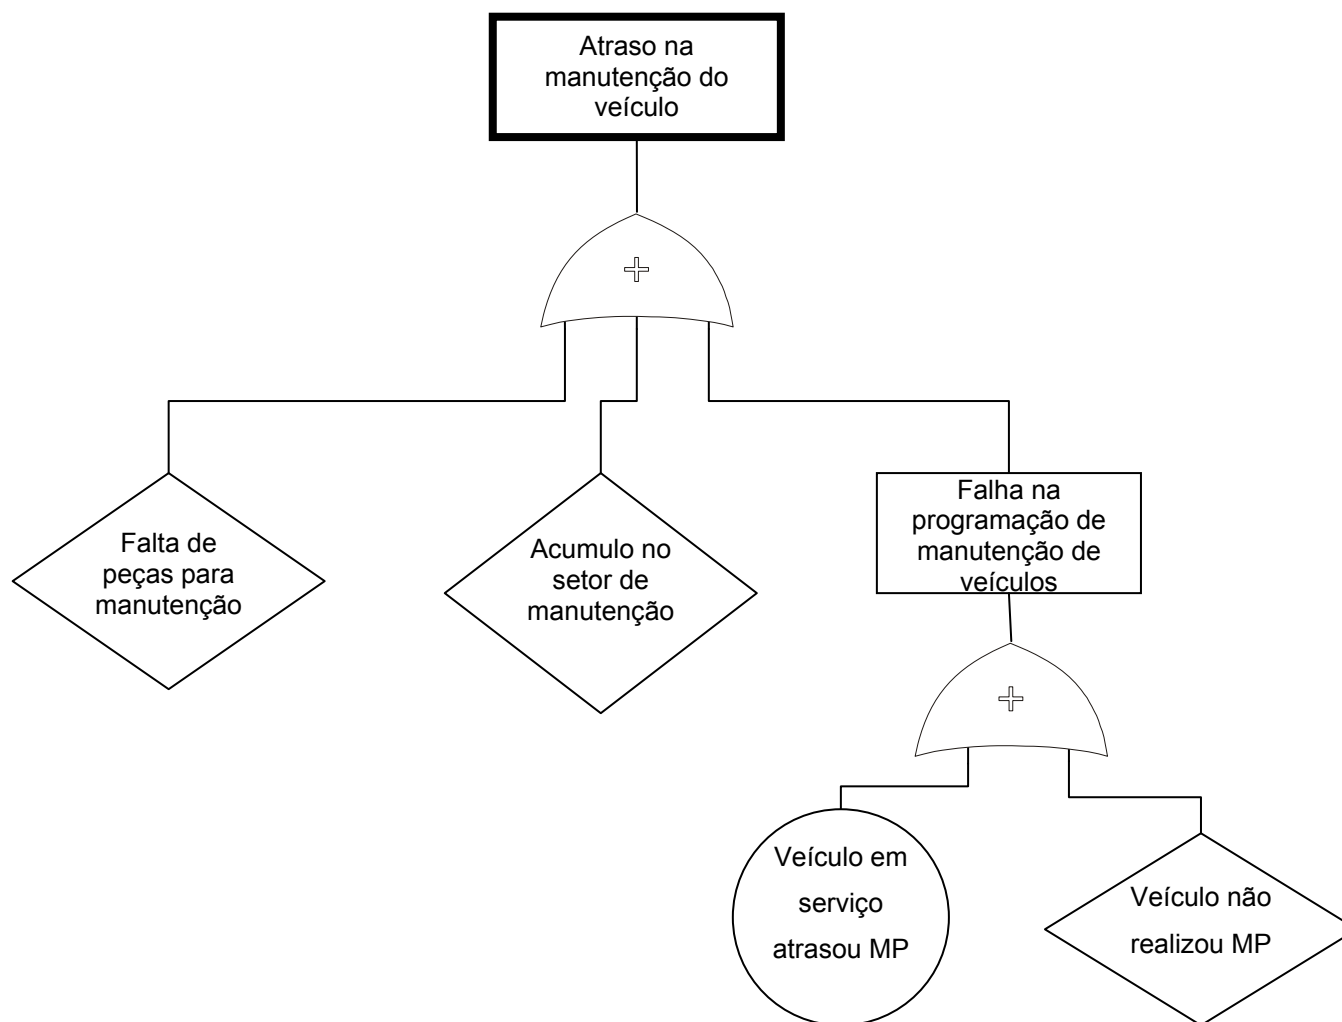 Atraso na
manutenção do
veículo
Falta de
peças para
manutenção
Acumulo no
setor de
manutenção
Falha na
programação de
manutenção de
veículos
Veículo em
serviço
atrasou MP
Veículo não
realizou MP